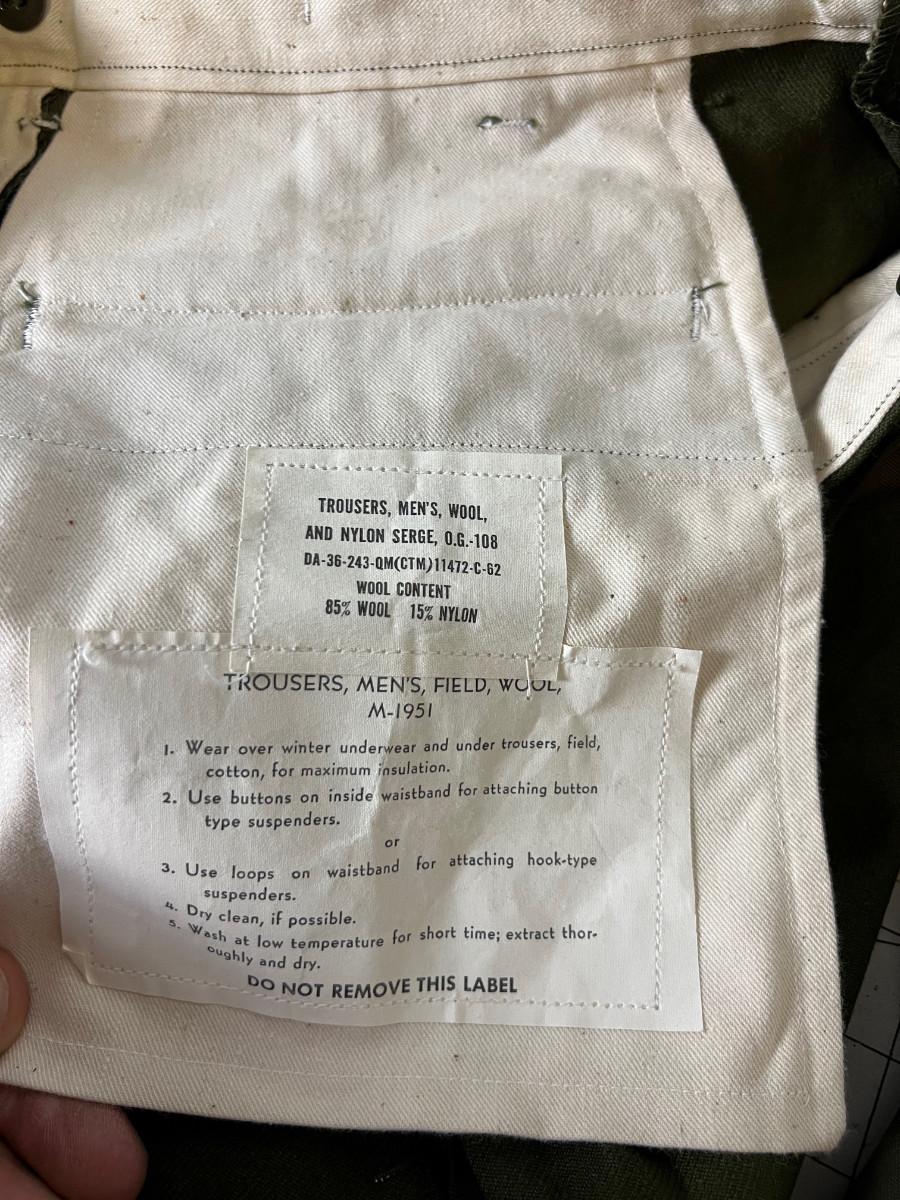 TROUSERS, MEN'S, WOOL,
AND NYLON SERGE, O.G.-108
DA-36-243-QM(CTM)11472-C-62
WOOL CONTENT
85% WOOL 15% NYLON
TROUSERS, MEN'S, FIELD, WOOL,
M-1951
1. Wear over winter underwear and under trousers, field,
cotton, for maximum insulation.
2. Use buttons on inside waistband for attaching button
type suspenders.
or
3. Use loops on waistband for attaching hook-type
suspenders.
4. Dry clean, if possible.
5. Wash at low temperature for short time; extract thor-
oughly and dry.
DO NOT REMOVE THIS LABEL